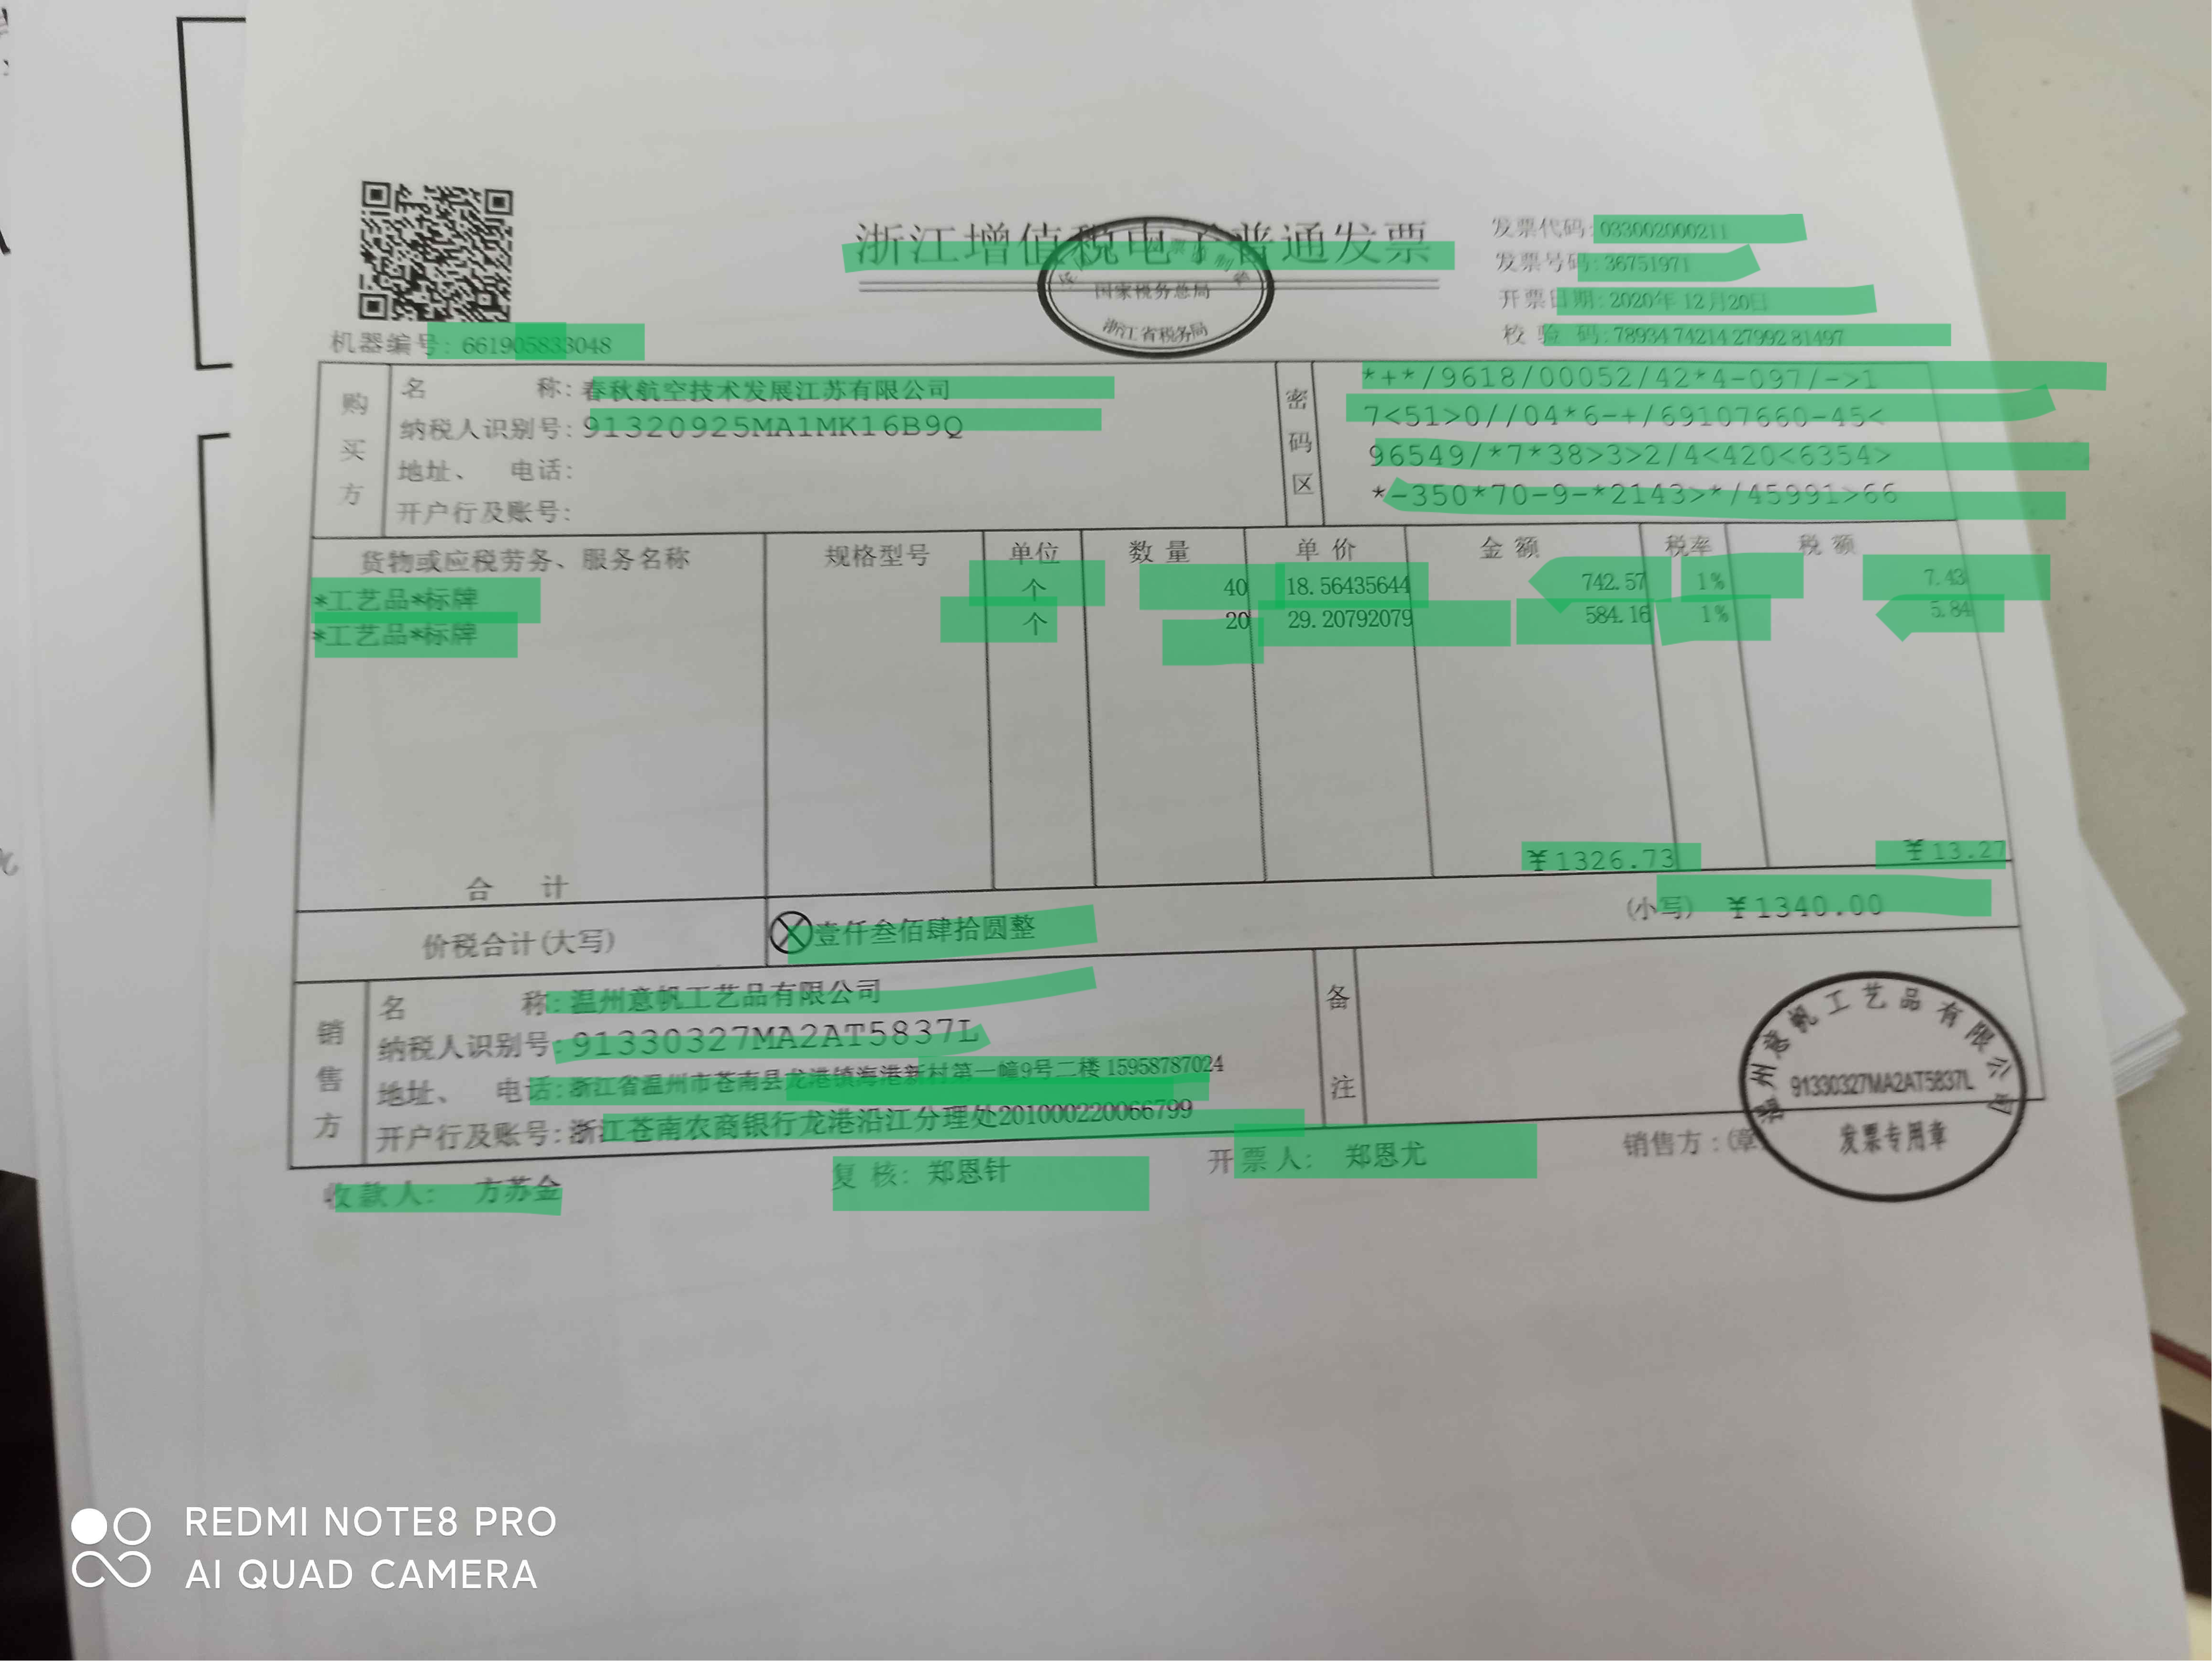 浙江增值税电子普通发票
国家税务总局
浙江省税务局
发票代码:033002000211
发票号码:36751971
开票日期:2020年12月20日
校 验 码:78934 74214 27992 81497
机器编号:661905833048
购买方
名 称:春秋航空技术发展江苏有限公司
纳税人识别号:91320925MA1MK16B9Q
地址、 电话:
开户行及账号:
密码区
*+*/9618/00052/42*4-097/->1
7<51>0//04*6-+/69107660-45<
96549/*7*38>3>2/4<420<6354>
*-350*70-9-*2143>*/45991>66
货物或应税劳务、服务名称 规格型号 单位 数 量 单 价 金 额 税率 税 额
*工艺品*标牌 个 40 18.56435644 742.57 1% 7.43
*工艺品*标牌 个 20 29.20792079 584.16 1% 5.84
合 计 ¥1326.73 ¥13.27
价税合计(大写) 壹仟叁佰肆拾圆整 (小写) ¥1340.00
销售方
名 称:温州意帆工艺品有限公司
纳税人识别号:91330327MA2AT5837L
地址、 电话:浙江省温州市苍南县龙港镇海港新村第一幢9号二楼 15958787024
开户行及账号:浙江苍南农商银行龙港沿江分理处201000220066799
备注
收款人: 方苏金 复 核: 郑恩针 开 票 人: 郑恩尤 销售方:(章)
温州意帆工艺品有限公司
91330327MA2AT5837L
发票专用章
REDMI NOTE8 PRO
AI QUAD CAMERA